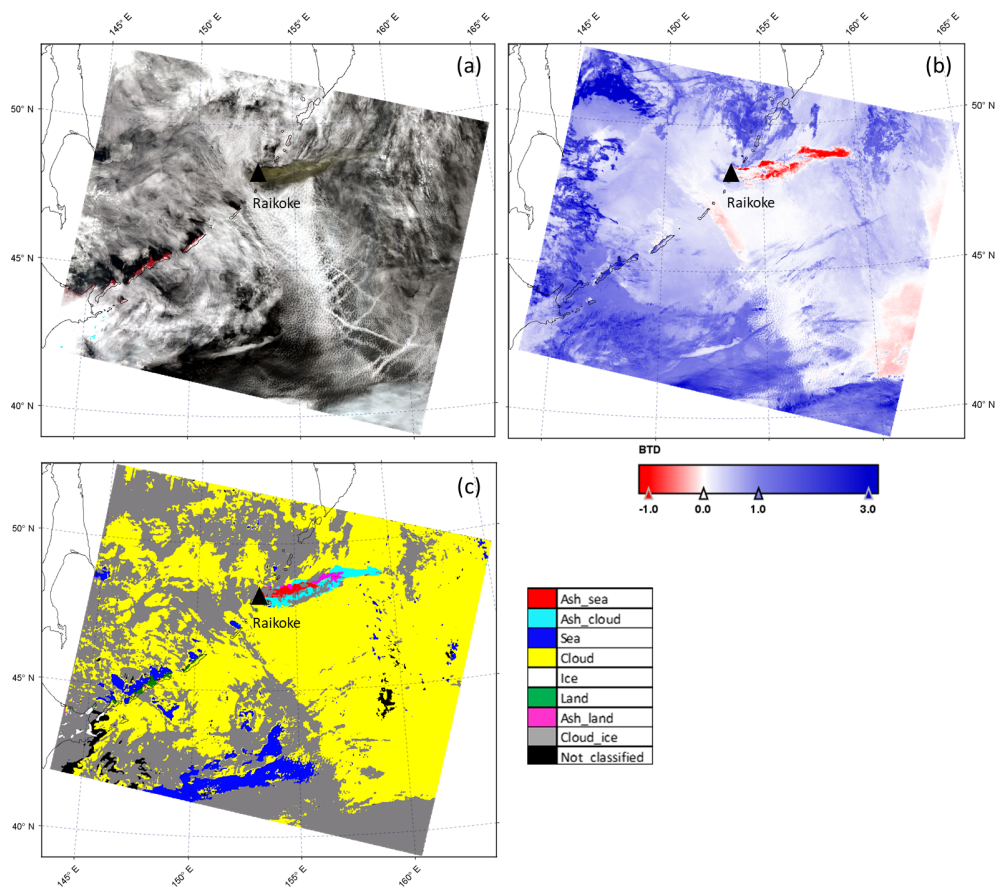 145° E
150° E
155° E
160° E
145° E
150° E
155° E
160° E
165° E
(a)
(b)
50° N
50° N
Raikoke
Raikoke
45° N
45° N
40° N
40° N
BTD
-1.0
0.0
1.0
3.0
(c)
50° N
Raikoke
45° N
40° N
145° E
150° E
155° E
160° E
Ash_sea
Ash_cloud
Sea
Cloud
Ice
Land
Ash_land
Cloud_ice
Not_classified